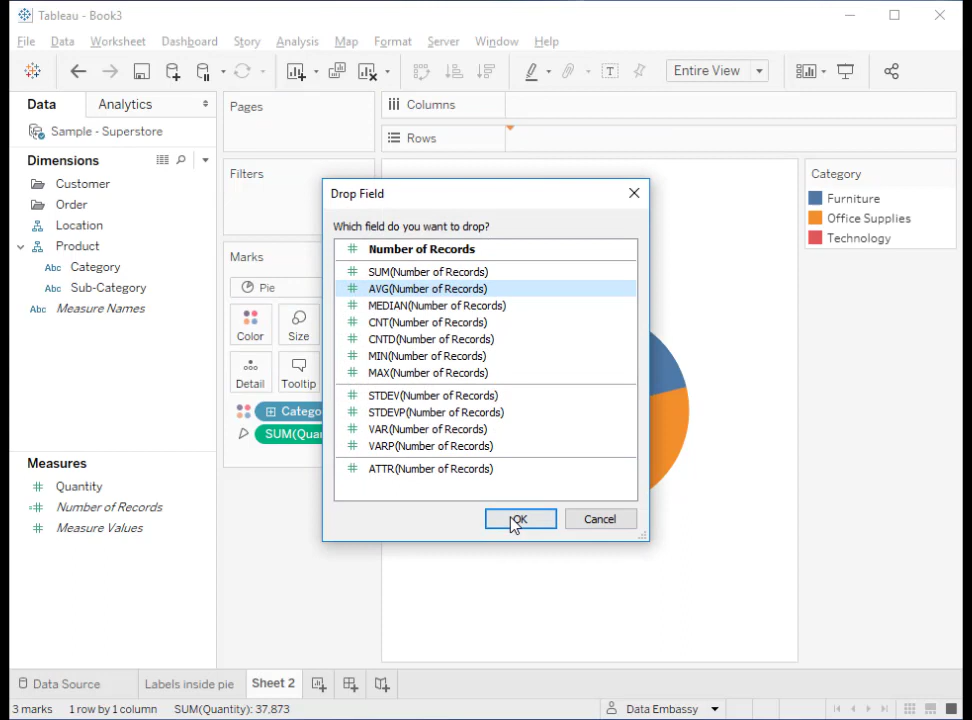 Tableau - Book3
File Data Worksheet Dashboard Story Analysis Map Format Server Window Help
Entire View
Data Analytics
Sample - Superstore
Dimensions
Customer
Order
Location
Product
Abc Category
Abc Sub-Category
Abc Measure Names
Measures
Quantity
Number of Records
Measure Values
Pages
Filters
Marks
Pie
Color Size
Detail Tooltip
Catego
SUM(Quan
Columns
Rows
Drop Field
Which field do you want to drop?
Number of Records
SUM(Number of Records)
AVG(Number of Records)
MEDIAN(Number of Records)
CNT(Number of Records)
CNTD(Number of Records)
MIN(Number of Records)
MAX(Number of Records)
STDEV(Number of Records)
STDEVP(Number of Records)
VAR(Number of Records)
VARP(Number of Records)
ATTR(Number of Records)
OK Cancel
Category
Furniture
Office Supplies
Technology
Data Source Labels inside pie Sheet 2
3 marks 1 row by 1 column SUM(Quantity): 37,873 Data Embassy